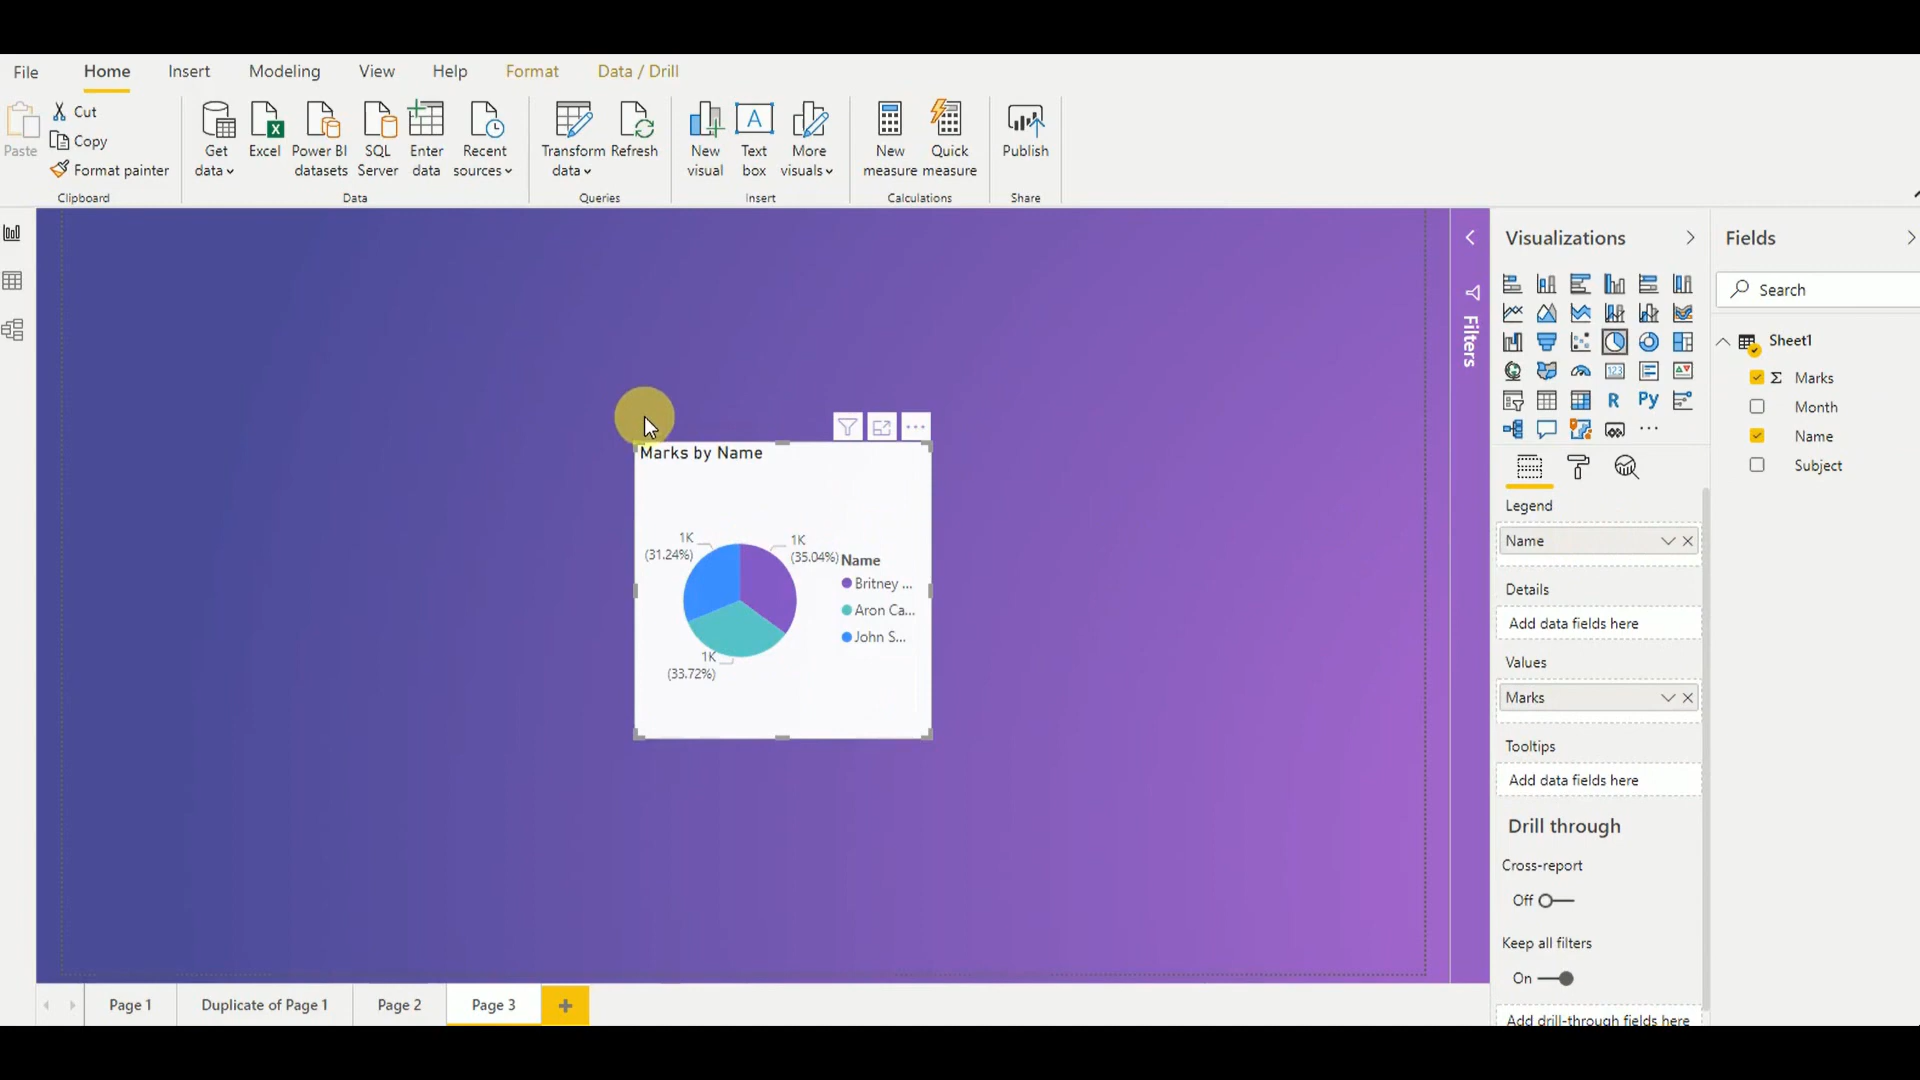 File Home Insert Modeling View Help Format Data / Drill
Paste
Cut
Copy
Format painter
Clipboard
Get data
Excel
Power BI datasets
SQL Server
Enter data
Recent sources
Data
Transform data
Refresh
Queries
New visual
A
Text box
More visuals
Insert
New measure
Quick measure
Calculations
Publish
Share
Marks by Name
1K
(31.24%)
1K
(35.04%)
1K
(33.72%)
Name
Britney ...
Aron Ca...
John S...
Filters
Visualizations
123
R
Py
Legend
Name
Details
Add data fields here
Values
Marks
Tooltips
Add data fields here
Drill through
Cross-report
Off
Keep all filters
On
Add drill-through fields here
Fields
Search
Sheet1
Σ Marks
Month
Name
Subject
Page 1
Duplicate of Page 1
Page 2
Page 3
+